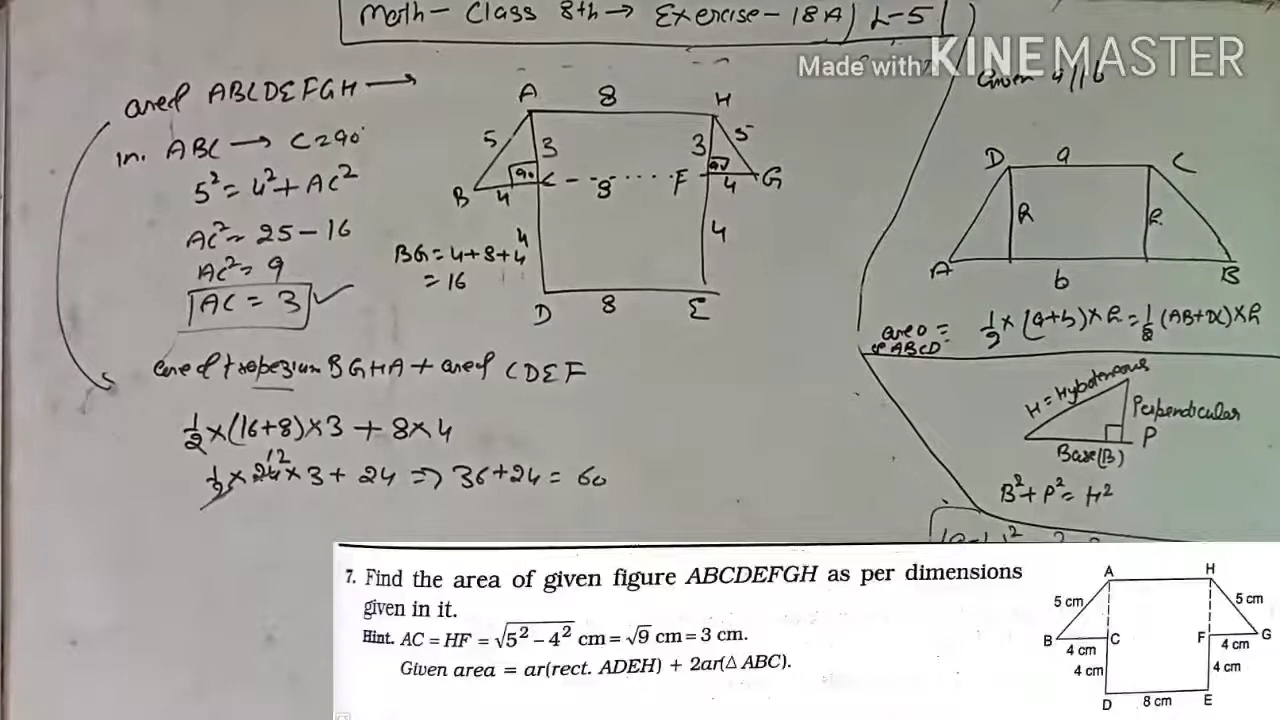 Math - Class 8th → Exercise - 18A) L-5
Made with KINEMASTER
area of ABCDEFGH →
in. ABC → C=90°
5² = 4² + AC²
AC² = 25 - 16
AC² = 9
AC = 3 ✓
A 8 H
5 3 3 5
B 4 90 C 8 F 90 4 G
4 4
BG = 4+8+4
= 16
D 8 E
area of trapezium BGHA + area of CDEF
1/2 × (16+8) × 3 + 8×4
1/2 × 24 12 × 3 + 24 ⇒ 36+24 = 60
Given a||b
D a C
h h
A b B
area of ABCD = 1/2 × (a+b) × h = 1/2 (AB+DC) × h
H = Hybotenous
Perpendicular
P
Base(B)
B² + P² = H²
7. Find the area of given figure ABCDEFGH as per dimensions
given in it.
Hint. AC = HF = √5² – 4² cm = √9 cm = 3 cm.
Given area = ar(rect. ADEH) + 2ar(Δ ABC).
A H
5 cm 5 cm
B C F G
4 cm 4 cm
4 cm 4 cm
D 8 cm E